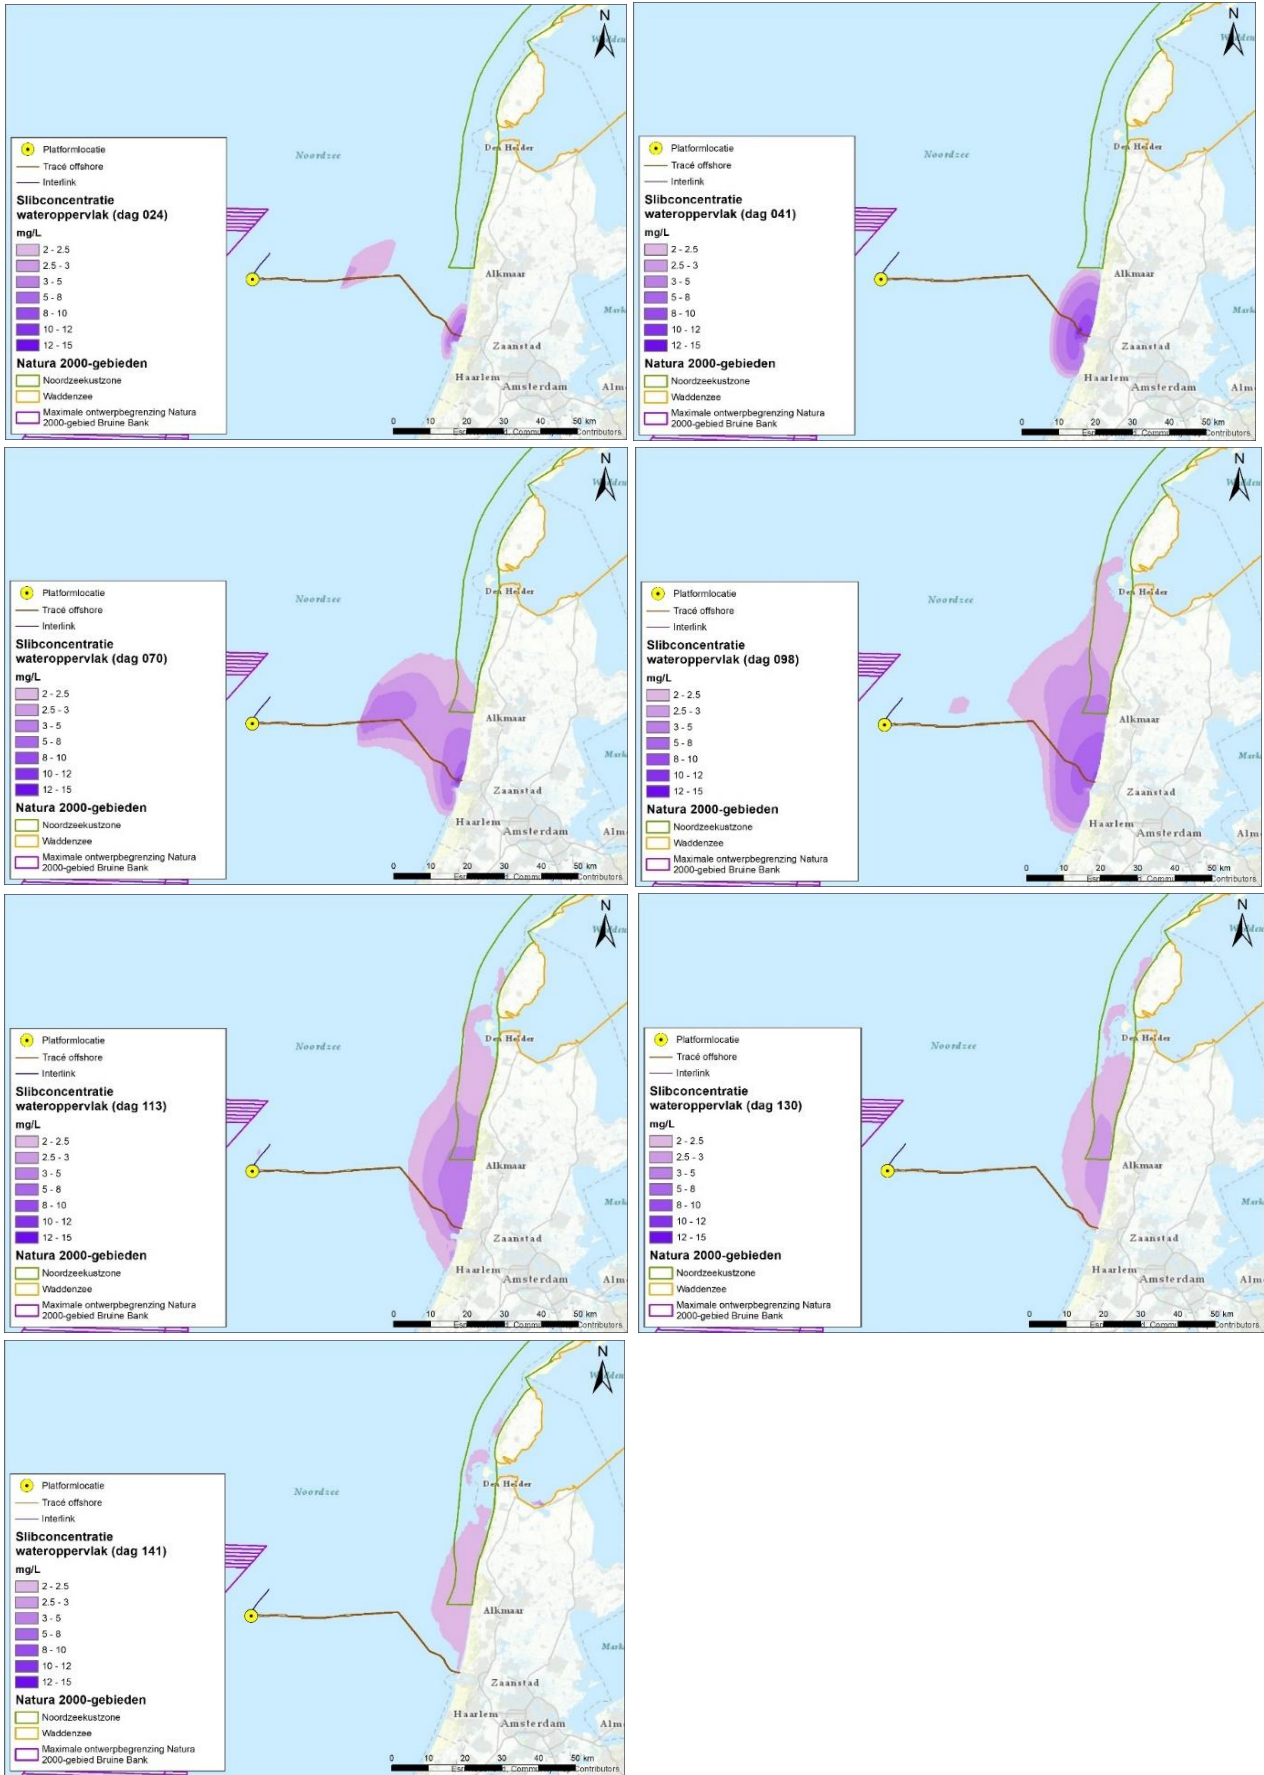 N
Noordzee
Den Helder
Alkmaar
Zaanstad
Haarlem
Amsterdam
Platformlocatie
Tracé offshore
Interlink
Slibconcentratie
wateroppervlak (dag 024)
mg/L
2 - 2.5
2.5 - 3
3 - 5
5 - 8
8 - 10
10 - 12
12 - 15
Natura 2000-gebieden
Noordzeekustzone
Waddenzee
Maximale ontwerpbegrenzing Natura
2000-gebied Bruine Bank
0 10 20 30 40 50 km
Contributors
N
Noordzee
Den Helder
Alkmaar
Zaanstad
Haarlem
Amsterdam
Platformlocatie
Tracé offshore
Interlink
Slibconcentratie
wateroppervlak (dag 041)
mg/L
2 - 2.5
2.5 - 3
3 - 5
5 - 8
8 - 10
10 - 12
12 - 15
Natura 2000-gebieden
Noordzeekustzone
Waddenzee
Maximale ontwerpbegrenzing Natura
2000-gebied Bruine Bank
0 10 20 30 40 50 km
Contributors
N
Noordzee
Den Helder
Alkmaar
Zaanstad
Haarlem
Amsterdam
Platformlocatie
Tracé offshore
Interlink
Slibconcentratie
wateroppervlak (dag 070)
mg/L
2 - 2.5
2.5 - 3
3 - 5
5 - 8
8 - 10
10 - 12
12 - 15
Natura 2000-gebieden
Noordzeekustzone
Waddenzee
Maximale ontwerpbegrenzing Natura
2000-gebied Bruine Bank
0 10 20 30 40 50 km
Contributors
N
Noordzee
Den Helder
Alkmaar
Zaanstad
Haarlem
Amsterdam
Platformlocatie
Tracé offshore
Interlink
Slibconcentratie
wateroppervlak (dag 098)
mg/L
2 - 2.5
2.5 - 3
3 - 5
5 - 8
8 - 10
10 - 12
12 - 15
Natura 2000-gebieden
Noordzeekustzone
Waddenzee
Maximale ontwerpbegrenzing Natura
2000-gebied Bruine Bank
0 10 20 30 40 50 km
Contributors
N
Noordzee
Den Helder
Alkmaar
Zaanstad
Haarlem
Amsterdam
Platformlocatie
Tracé offshore
Interlink
Slibconcentratie
wateroppervlak (dag 113)
mg/L
2 - 2.5
2.5 - 3
3 - 5
5 - 8
8 - 10
10 - 12
12 - 15
Natura 2000-gebieden
Noordzeekustzone
Waddenzee
Maximale ontwerpbegrenzing Natura
2000-gebied Bruine Bank
0 10 20 30 40 50 km
Contributors
N
Noordzee
Den Helder
Alkmaar
Zaanstad
Haarlem
Amsterdam
Platformlocatie
Tracé offshore
Interlink
Slibconcentratie
wateroppervlak (dag 130)
mg/L
2 - 2.5
2.5 - 3
3 - 5
5 - 8
8 - 10
10 - 12
12 - 15
Natura 2000-gebieden
Noordzeekustzone
Waddenzee
Maximale ontwerpbegrenzing Natura
2000-gebied Bruine Bank
0 10 20 30 40 50 km
Contributors
N
Noordzee
Den Helder
Alkmaar
Zaanstad
Haarlem
Amsterdam
Platformlocatie
Tracé offshore
Interlink
Slibconcentratie
wateroppervlak (dag 141)
mg/L
2 - 2.5
2.5 - 3
3 - 5
5 - 8
8 - 10
10 - 12
12 - 15
Natura 2000-gebieden
Noordzeekustzone
Waddenzee
Maximale ontwerpbegrenzing Natura
2000-gebied Bruine Bank
0 10 20 30 40 50 km
Contributors